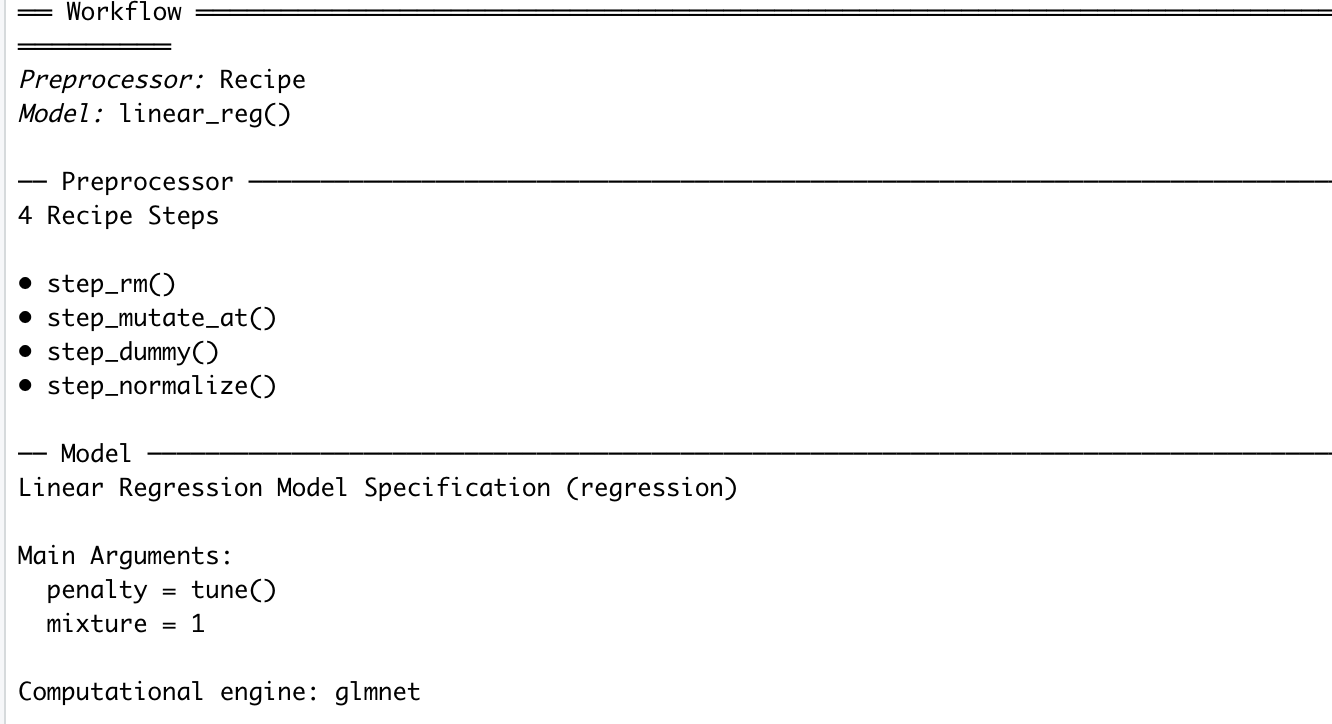 ══ Workflow ══════════════════════════════════════════════════════════════════════════════
═════════
Preprocessor: Recipe
Model: linear_reg()
── Preprocessor ──────────────────────────────────────────────────────────────────────────
4 Recipe Steps
• step_rm()
• step_mutate_at()
• step_dummy()
• step_normalize()
── Model ─────────────────────────────────────────────────────────────────────────────────
Linear Regression Model Specification (regression)
Main Arguments:
  penalty = tune()
  mixture = 1
Computational engine: glmnet